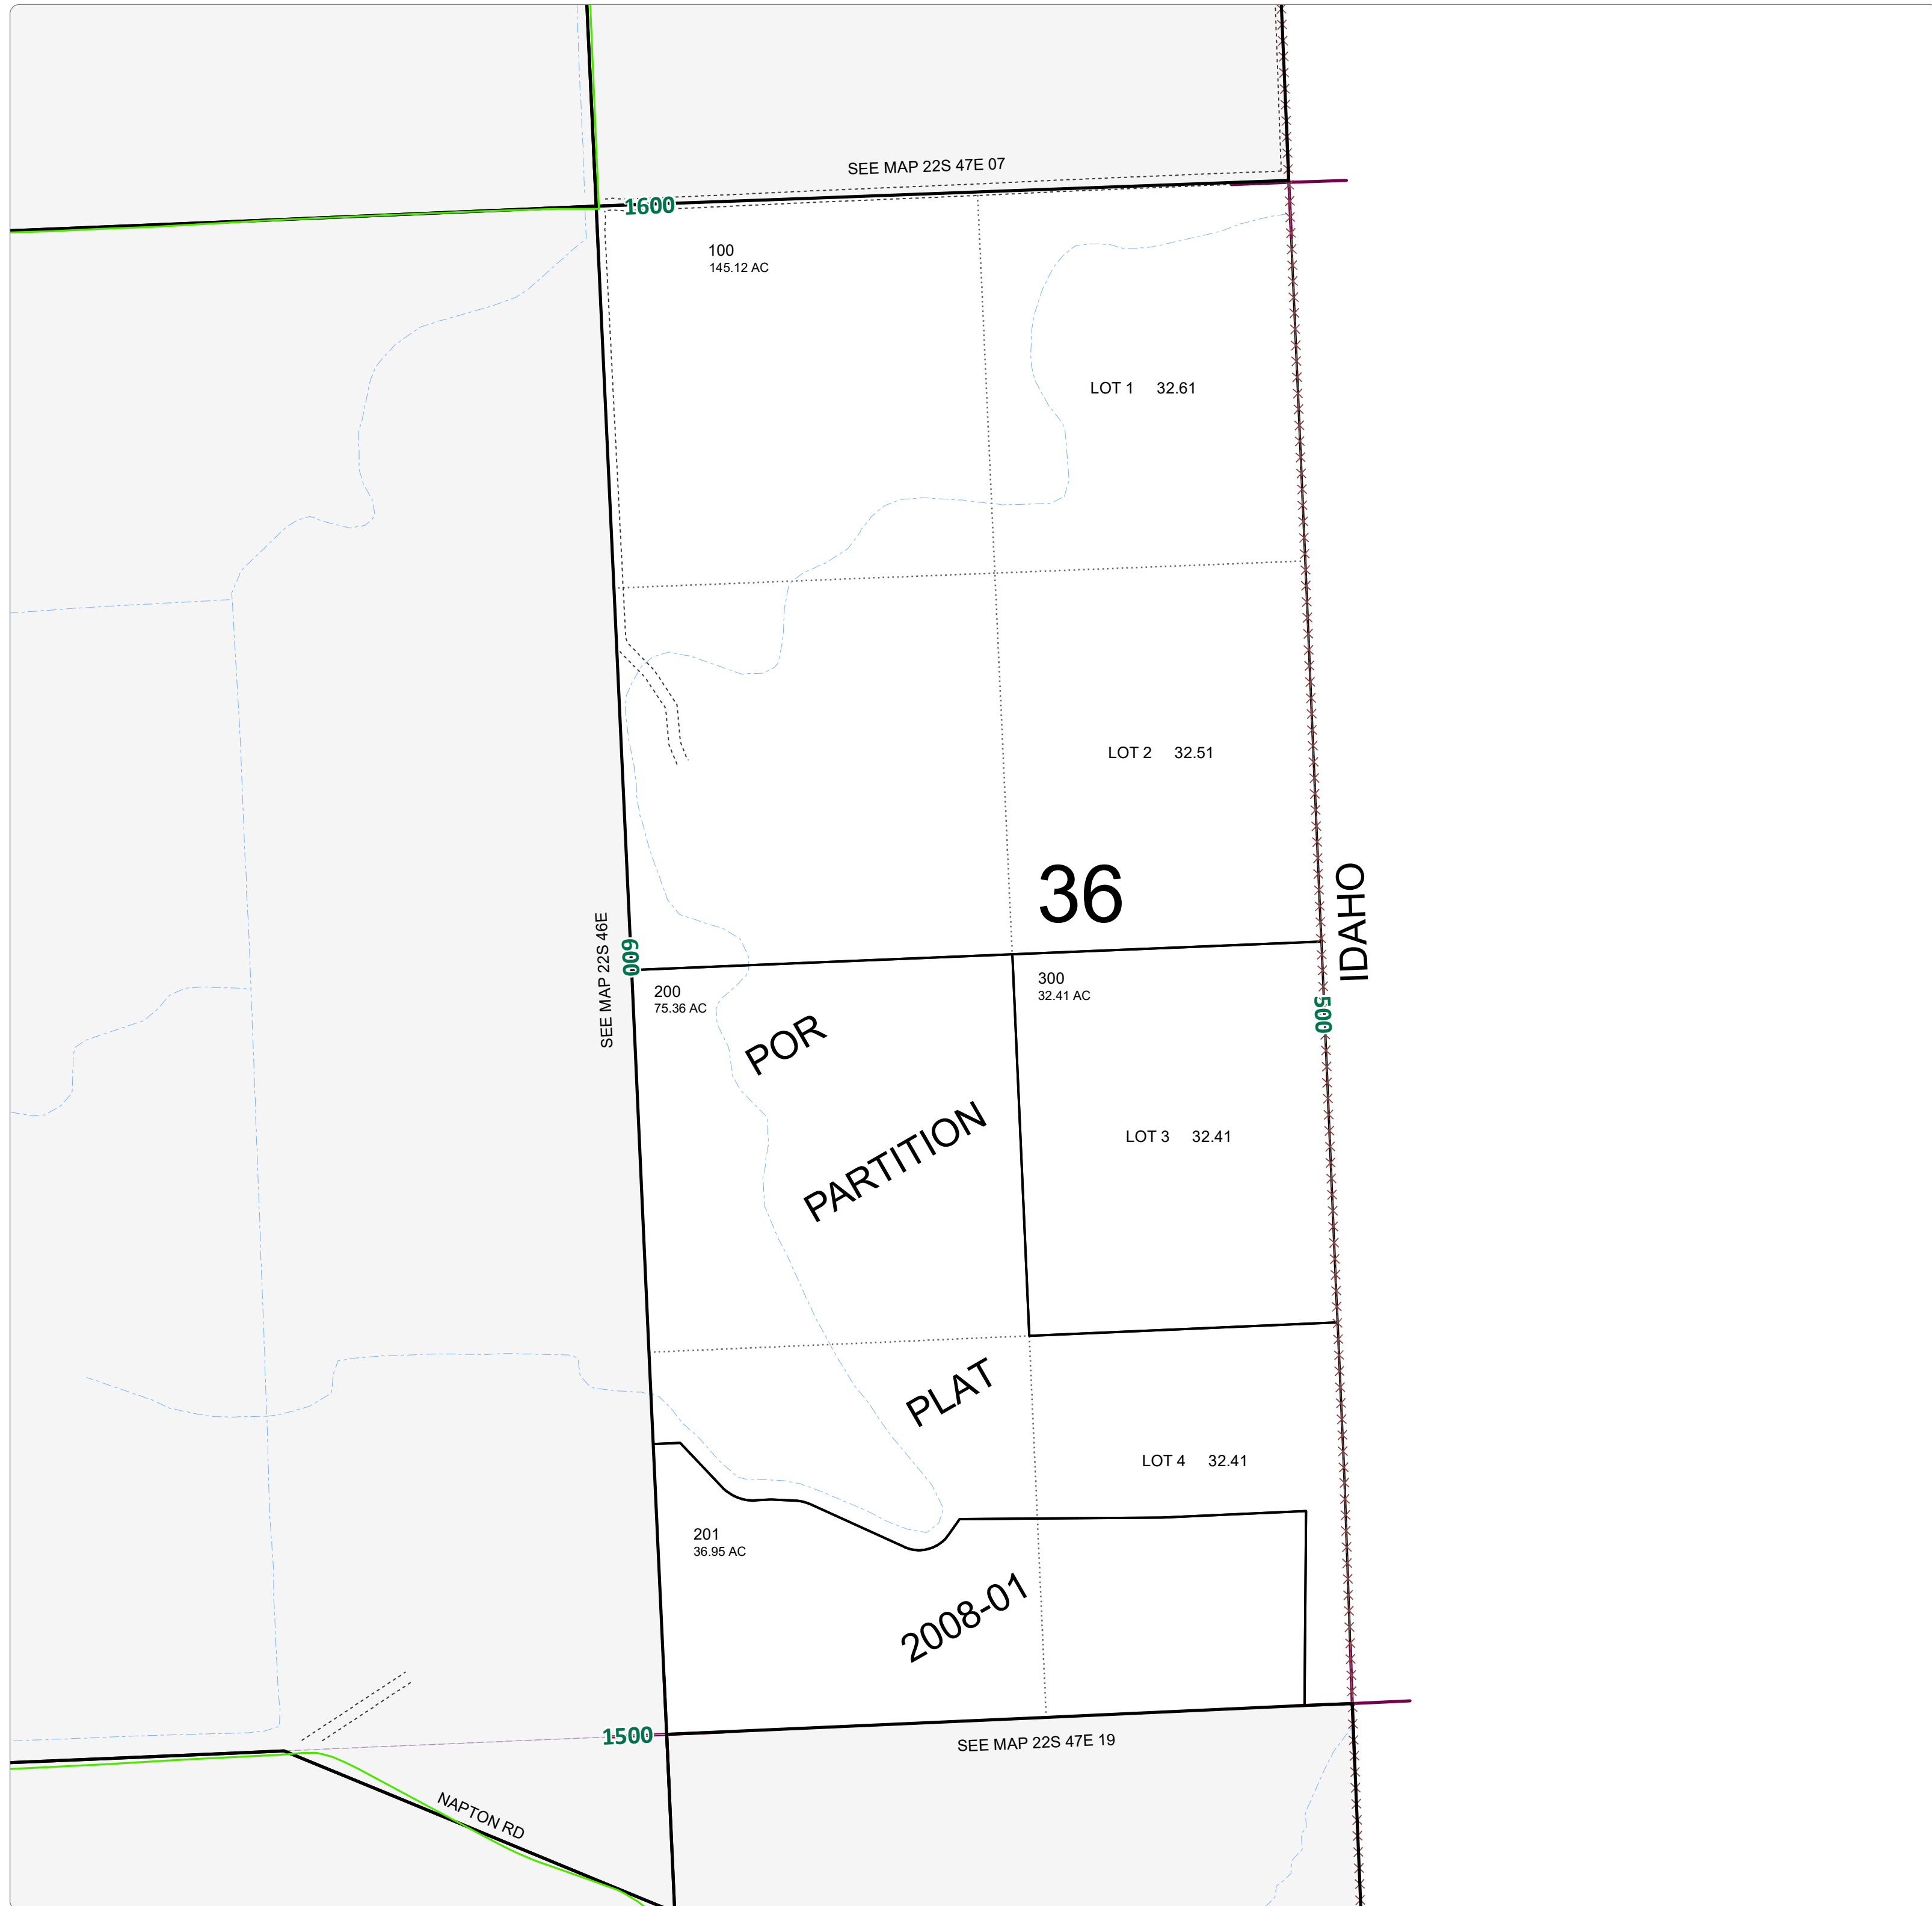 SEE MAP 22S 47E 07
1600
100
145.12 AC
LOT 1 32.61
LOT 2 32.51
36
IDAHO
SEE MAP 22S 46E
600
200
75.36 AC
300
32.41 AC
500
POR
PARTITION
LOT 3 32.41
PLAT
LOT 4 32.41
201
36.95 AC
2008-01
1500
SEE MAP 22S 47E 19
NAPTON RD